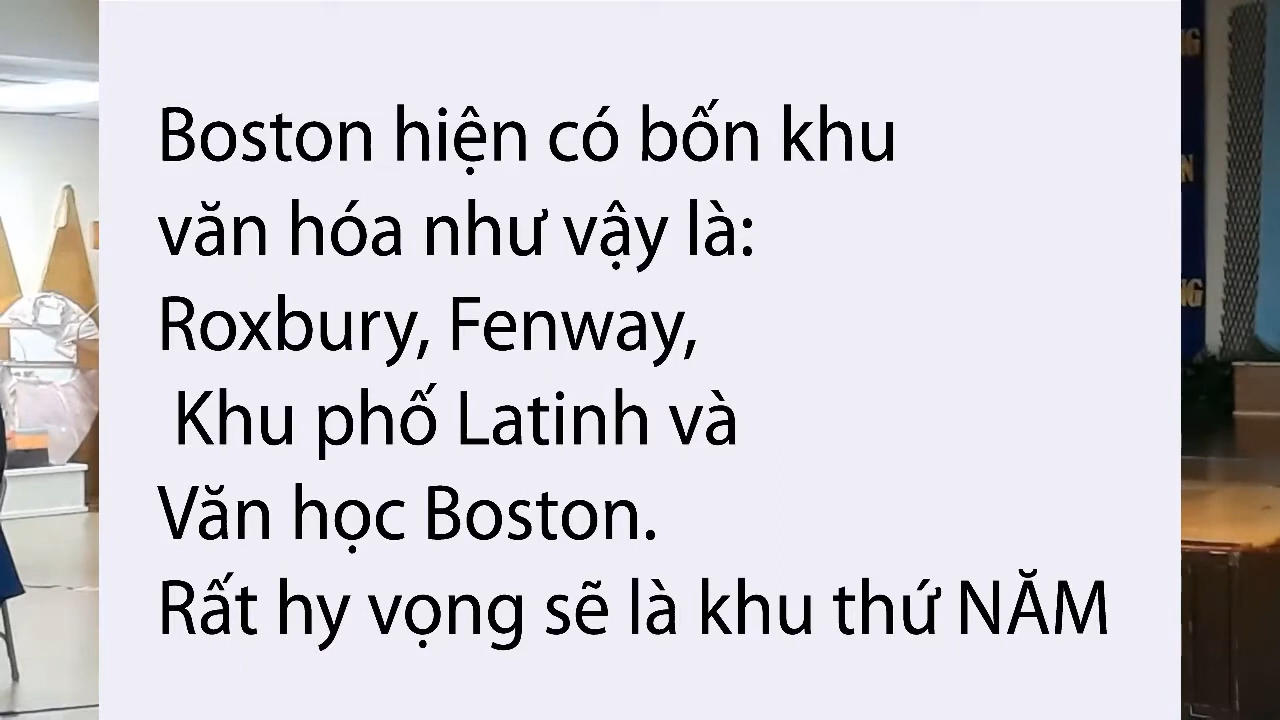 Boston hiện có bốn khu
văn hóa như vậy là:
Roxbury, Fenway,
Khu phố Latinh và
Văn học Boston.
Rất hy vọng sẽ là khu thứ NĂM